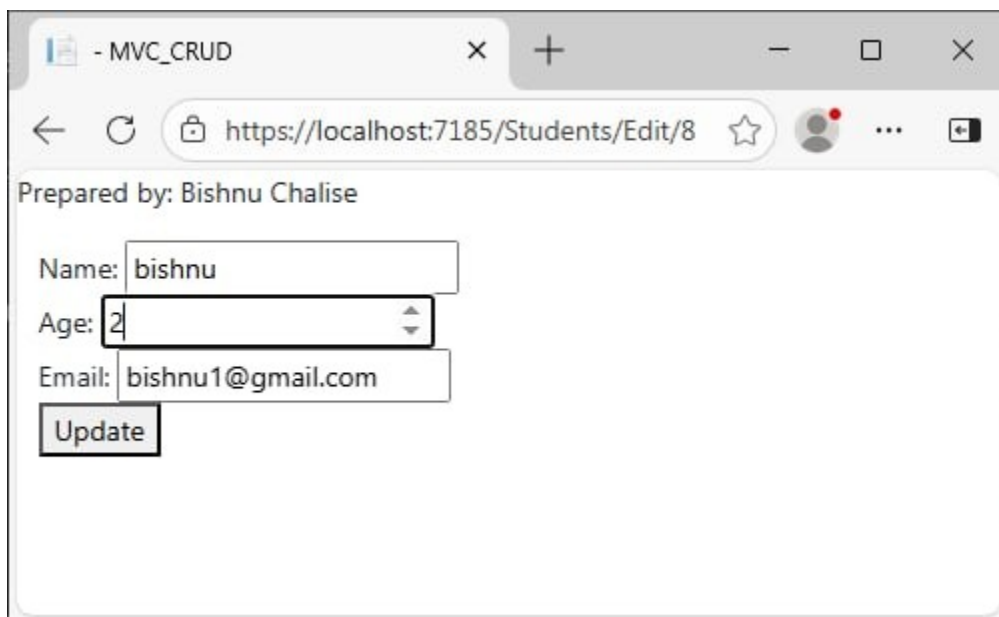 - MVC_CRUD
https://localhost:7185/Students/Edit/8
Prepared by: Bishnu Chalise
Name: bishnu
Age: 2
Email: bishnu1@gmail.com
Update